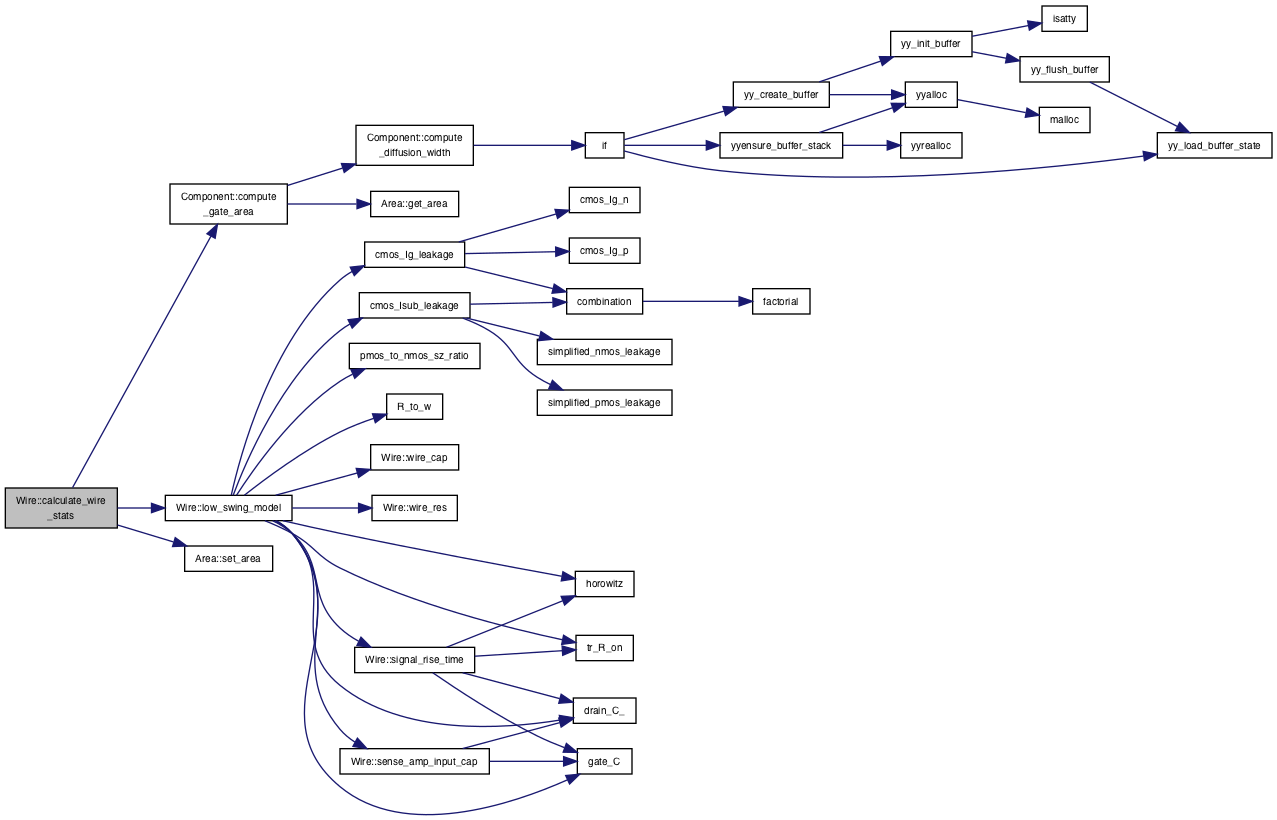 isatty
yy_init_buffer
yy_flush_buffer
yy_create_buffer
yyalloc
malloc
Component::compute
_diffusion_width
if
yyensure_buffer_stack
yyrealloc
yy_load_buffer_state
Component::compute
_gate_area
Area::get_area
cmos_Ig_n
cmos_Ig_leakage
cmos_Ig_p
cmos_Isub_leakage
combination
factorial
pmos_to_nmos_sz_ratio
simplified_nmos_leakage
R_to_w
simplified_pmos_leakage
Wire::wire_cap
Wire::calculate_wire
_stats
Wire::low_swing_model
Wire::wire_res
Area::set_area
horowitz
Wire::signal_rise_time
tr_R_on
drain_C_
Wire::sense_amp_input_cap
gate_C